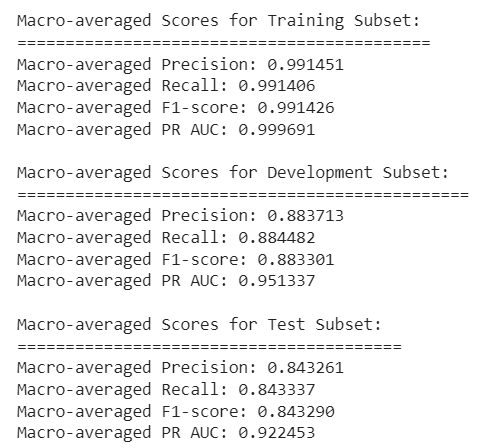 Macro-averaged Scores for Training Subset:
===========================================
Macro-averaged Precision: 0.991451
Macro-averaged Recall: 0.991406
Macro-averaged F1-score: 0.991426
Macro-averaged PR AUC: 0.999691
Macro-averaged Scores for Development Subset:
===============================================
Macro-averaged Precision: 0.883713
Macro-averaged Recall: 0.884482
Macro-averaged F1-score: 0.883301
Macro-averaged PR AUC: 0.951337
Macro-averaged Scores for Test Subset:
========================================
Macro-averaged Precision: 0.843261
Macro-averaged Recall: 0.843337
Macro-averaged F1-score: 0.843290
Macro-averaged PR AUC: 0.922453